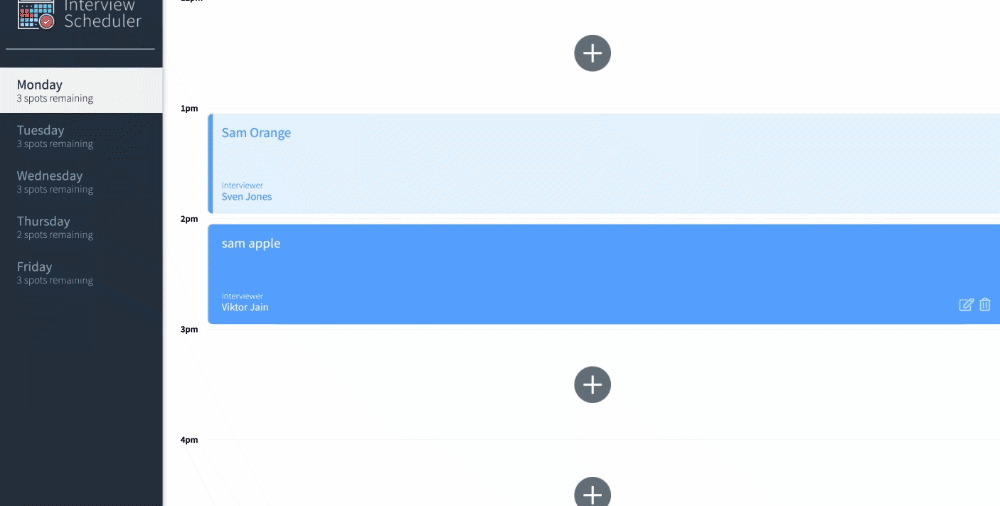 Interview
Scheduler
Monday
3 spots remaining
Tuesday
3 spots remaining
Wednesday
3 spots remaining
Thursday
2 spots remaining
Friday
3 spots remaining
1pm
Sam Orange
Interviewer
Sven Jones
2pm
sam apple
Interviewer
Viktor Jain
3pm
4pm